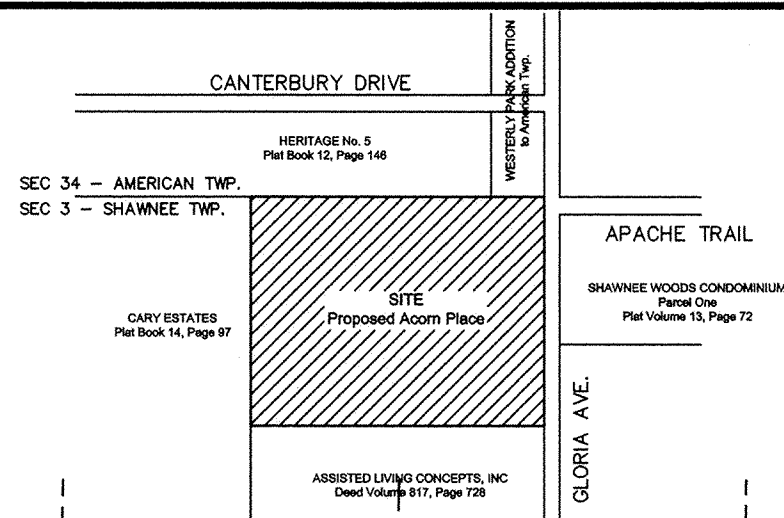 WESTERLY PARK ADDITION
to American Twp.
CANTERBURY DRIVE
HERITAGE No. 5
Plat Book 12, Page 146
SEC 34 - AMERICAN TWP.
SEC 3 - SHAWNEE TWP.
APACHE TRAIL
SHAWNEE WOODS CONDOMINIUM
Parcel One
Plat Volume 13, Page 72
SITE
Proposed Acorn Place
CARY ESTATES
Plat Book 14, Page 97
GLORIA AVE.
ASSISTED LIVING CONCEPTS, INC
Deed Volume 817, Page 728